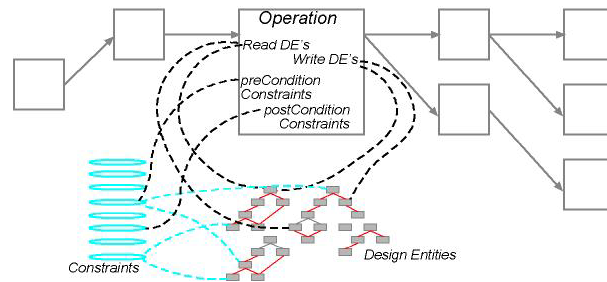 Operation
Read DE's
Write DE's
preCondition
Constraints
postCondition
Constraints
Constraints
Design Entities